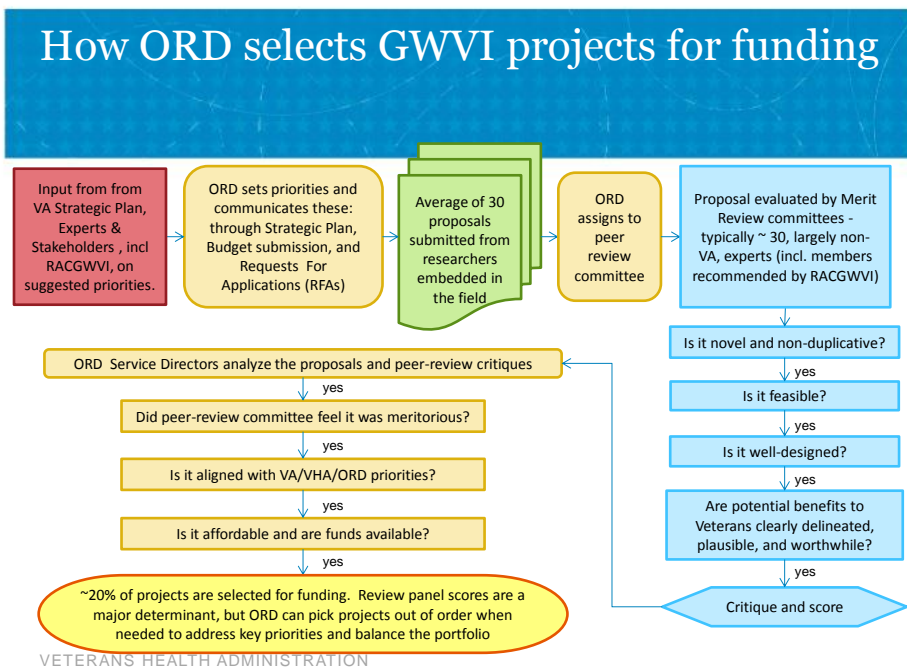 How ORD selects GWVI projects for funding
Input from from
VA Strategic Plan,
Experts &
Stakeholders , incl
RACGWVI, on
suggested priorities.
ORD sets priorities and
communicates these:
through Strategic Plan,
Budget submission, and
Requests For
Applications (RFAs)
Average of 30
proposals
submitted from
researchers
embedded in
the field
ORD
assigns to
peer
review
committee
Proposal evaluated by Merit
Review committees -
typically ~ 30, largely non-
VA, experts (incl. members
recommended by RACGWVI)
Is it novel and non-duplicative?
yes
Is it feasible?
yes
Is it well-designed?
yes
Are potential benefits to
Veterans clearly delineated,
plausible, and worthwhile?
yes
Critique and score
ORD Service Directors analyze the proposals and peer-review critiques
yes
Did peer-review committee feel it was meritorious?
yes
Is it aligned with VA/VHA/ORD priorities?
yes
Is it affordable and are funds available?
yes
~20% of projects are selected for funding. Review panel scores are a
major determinant, but ORD can pick projects out of order when
needed to address key priorities and balance the portfolio
VETERANS HEALTH ADMINISTRATION